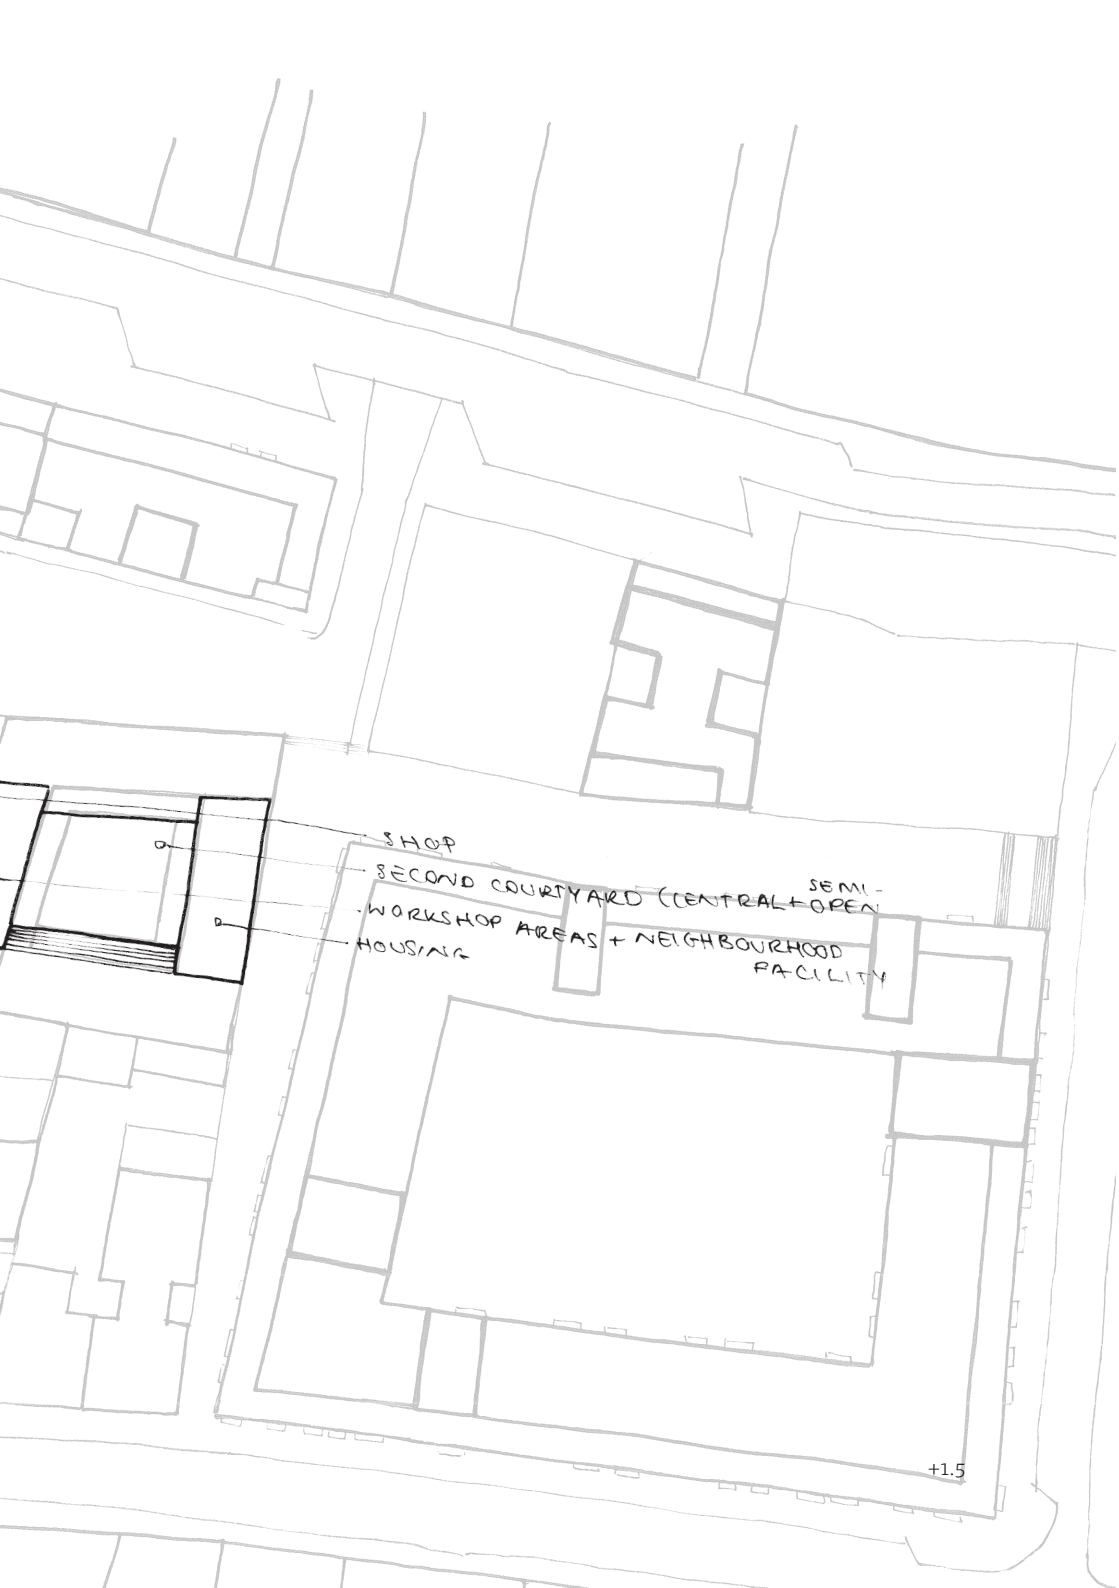 SHOP
SECOND COURTYARD (CENTRAL + SEMI-
OPEN
WORKSHOP AREAS + NEIGHBOURHOOD
FACILITY
HOUSING
+1.5